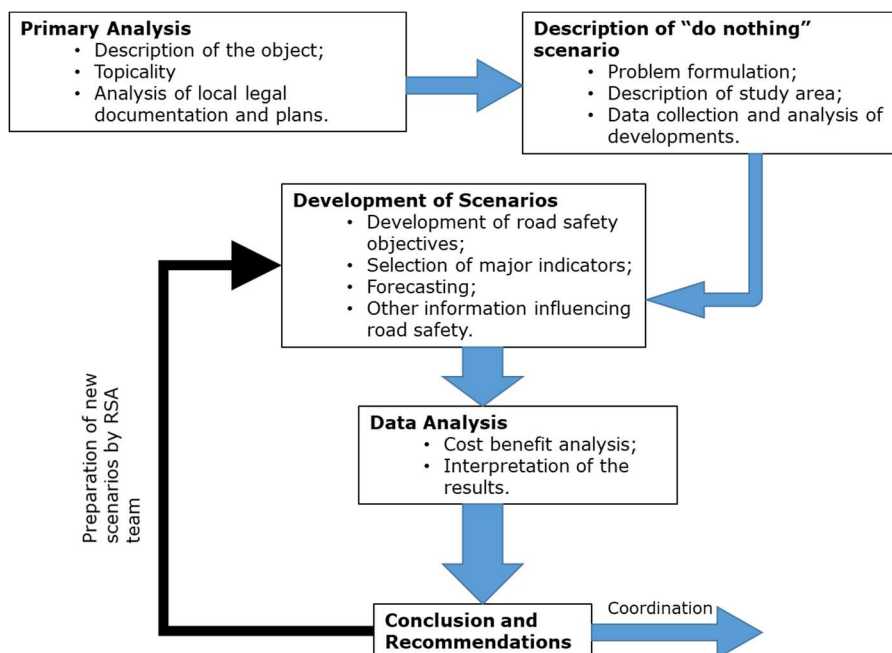 Primary Analysis
• Description of the object;
• Topicality
• Analysis of local legal
documentation and plans.
Description of “do nothing”
scenario
• Problem formulation;
• Description of study area;
• Data collection and analysis of
developments.
Development of Scenarios
• Development of road safety
objectives;
• Selection of major indicators;
• Forecasting;
• Other information influencing
road safety.
Data Analysis
• Cost benefit analysis;
• Interpretation of the
results.
Preparation of new
scenarios by RSA
team
Conclusion and
Recommendations
Coordination